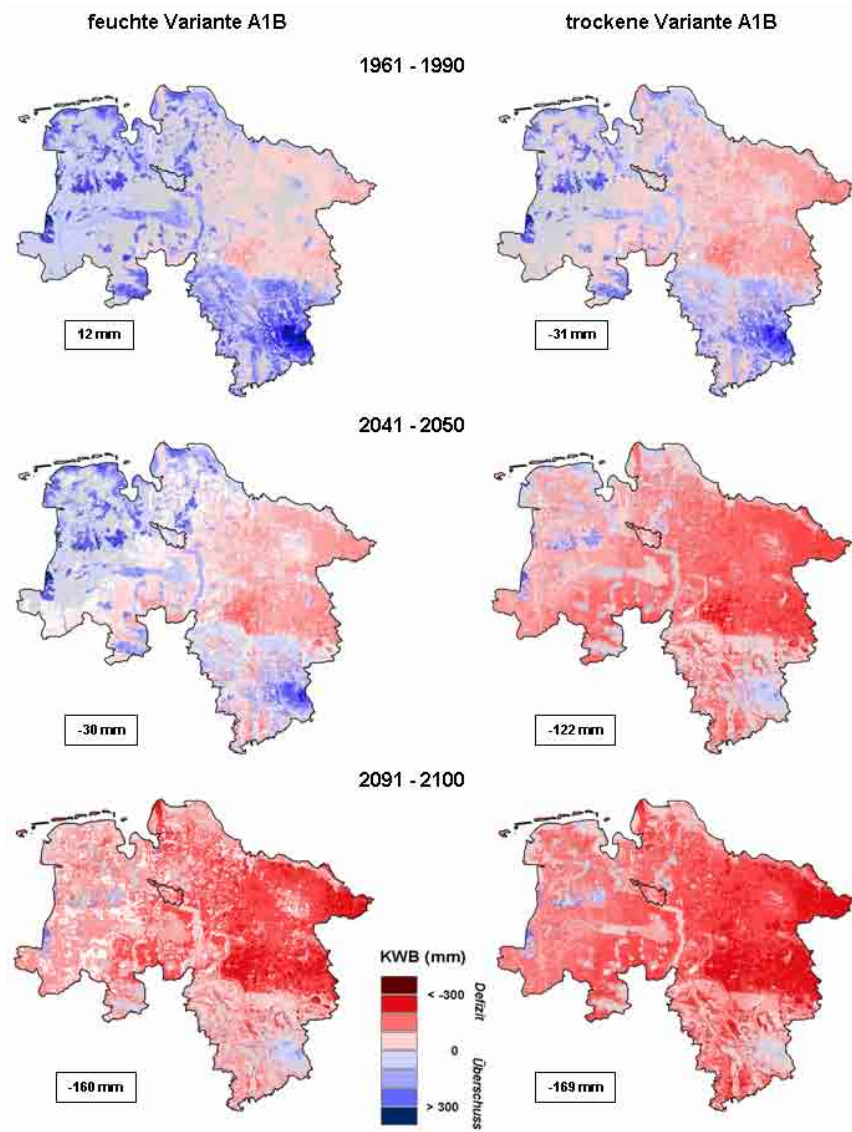 feuchte Variante A1B
trockene Variante A1B
1961 - 1990
12 mm
-31 mm
2041 - 2050
-30 mm
-122 mm
2091 - 2100
KWB (mm)
< -300
Defizit
0
Überschuss
> 300
-160 mm
-169 mm